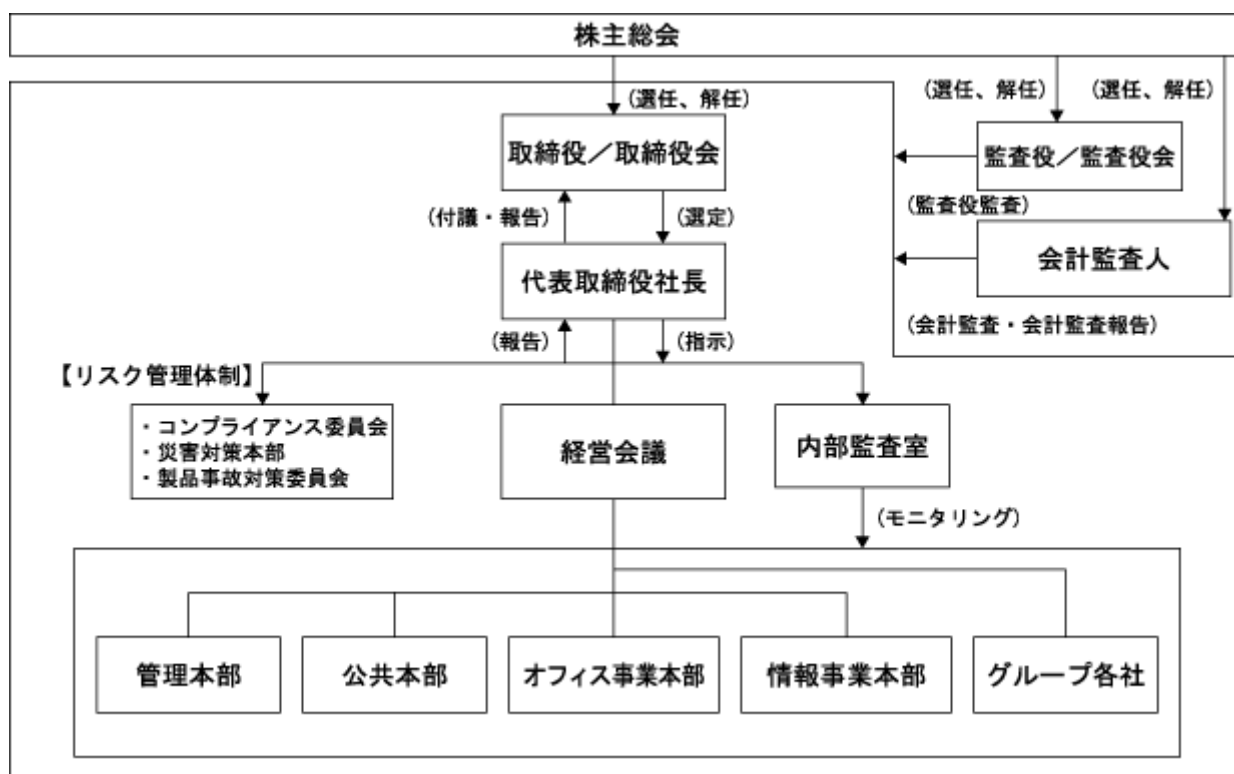 株主総会
(選任、解任)
(選任、解任)
(選任、解任)
取締役／取締役会
監査役／監査役会
(付議・報告)
(選定)
(監査役監査)
代表取締役社長
会計監査人
(報告)
(指示)
(会計監査・会計監査報告)
【リスク管理体制】
・コンプライアンス委員会
・災害対策本部
・製品事故対策委員会
経営会議
内部監査室
(モニタリング)
管理本部
公共本部
オフィス事業本部
情報事業本部
グループ各社